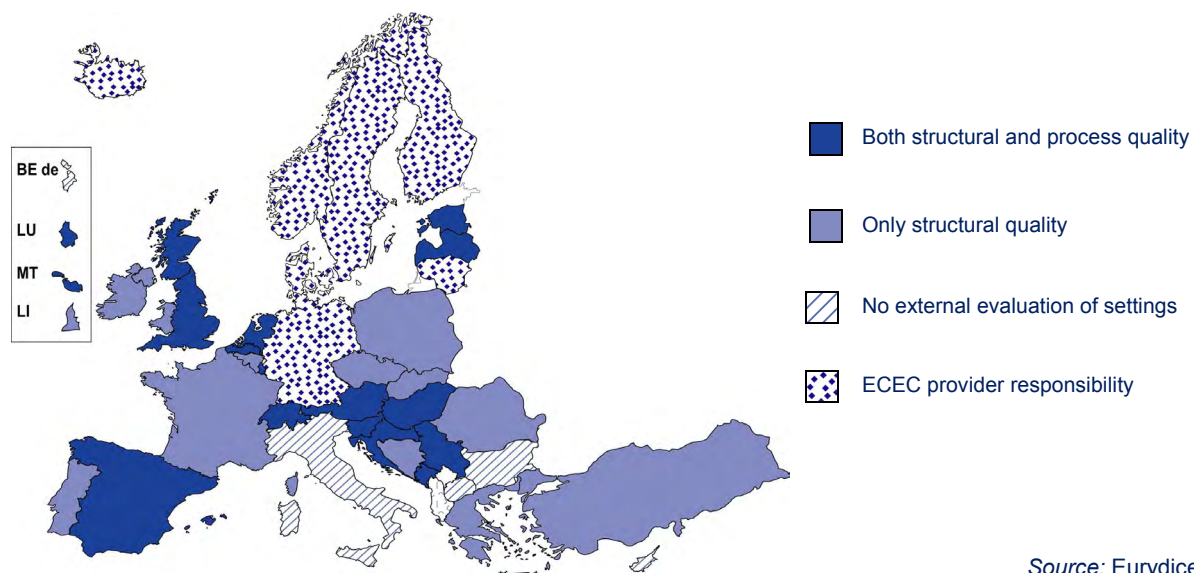 BE de
LU
MT
LI
Both structural and process quality
Only structural quality
No external evaluation of settings
ECEC provider responsibility
Source: Eurydice